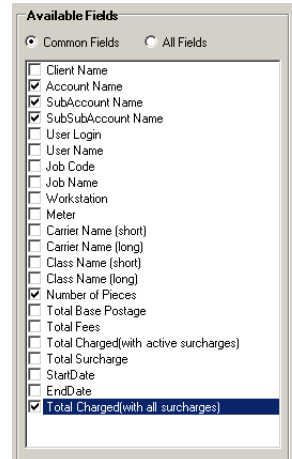 Available Fields
Common Fields All Fields
Client Name
Account Name
SubAccount Name
SubSubAccount Name
User Login
User Name
Job Code
Job Name
Workstation
Meter
Carrier Name (short)
Carrier Name (long)
Class Name (short)
Class Name (long)
Number of Pieces
Total Base Postage
Total Fees
Total Charged(with active surcharges)
Total Surcharge
StartDate
EndDate
Total Charged(with all surcharges)